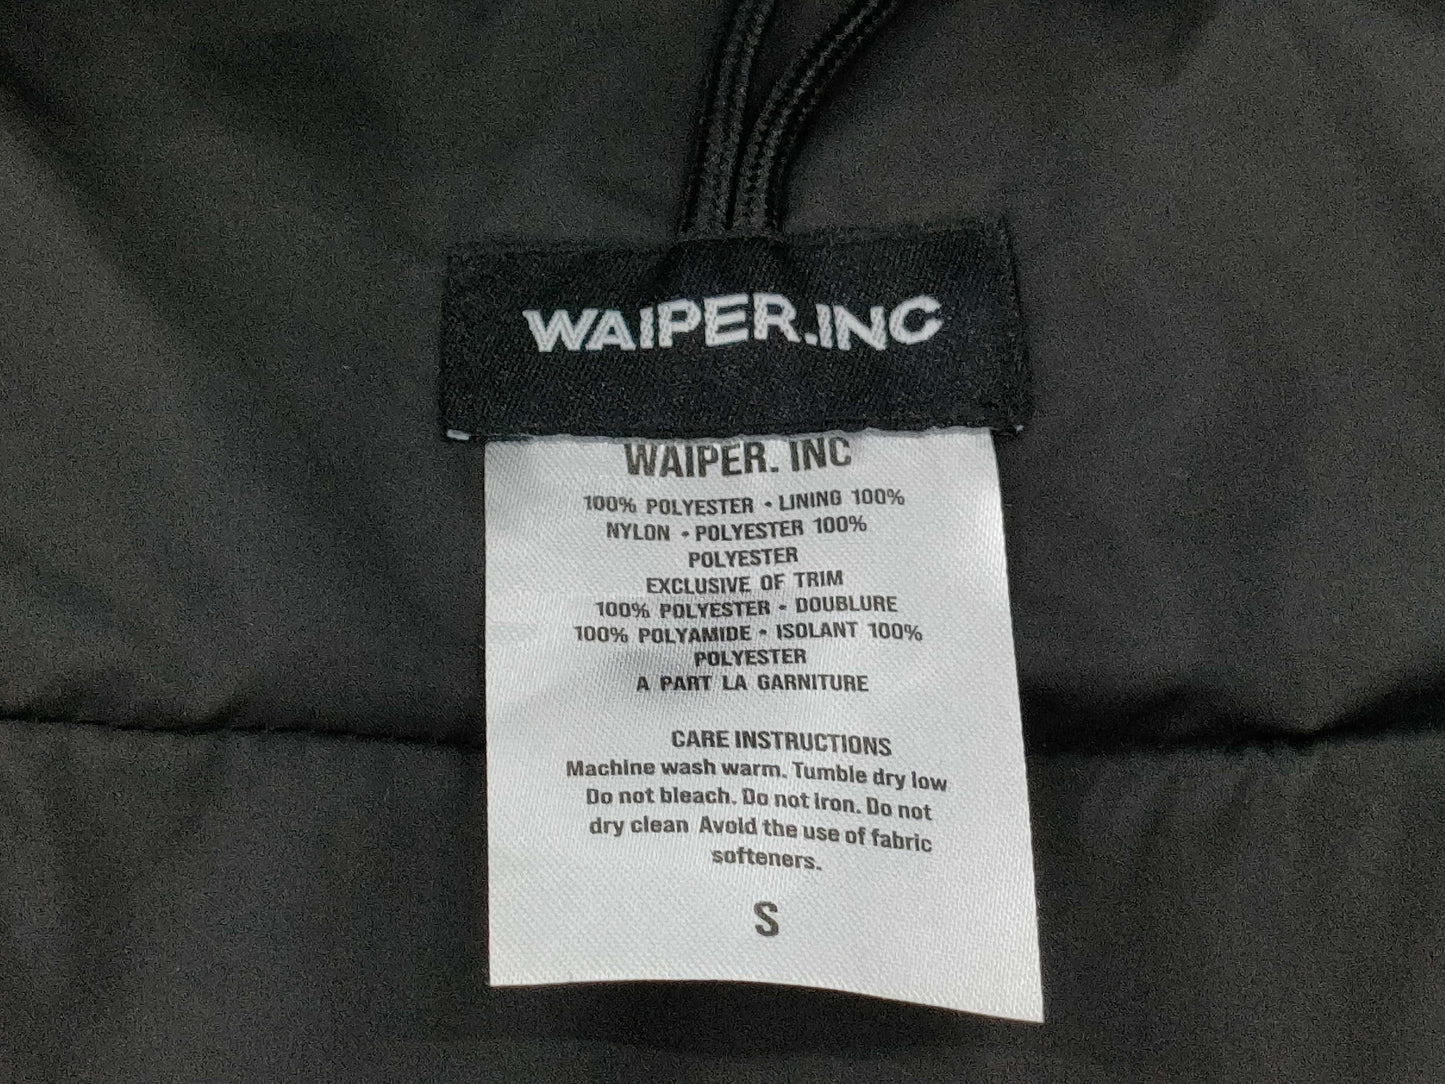 WAIPER.INC
WAIPER. INC
100% POLYESTER • LINING 100%
NYLON • POLYESTER 100%
POLYESTER
EXCLUSIVE OF TRIM
100% POLYESTER • DOUBLURE
100% POLYAMIDE • ISOLANT 100%
POLYESTER
A PART LA GARNITURE
CARE INSTRUCTIONS
Machine wash warm. Tumble dry low
Do not bleach. Do not iron. Do not
dry clean Avoid the use of fabric
softeners.
S